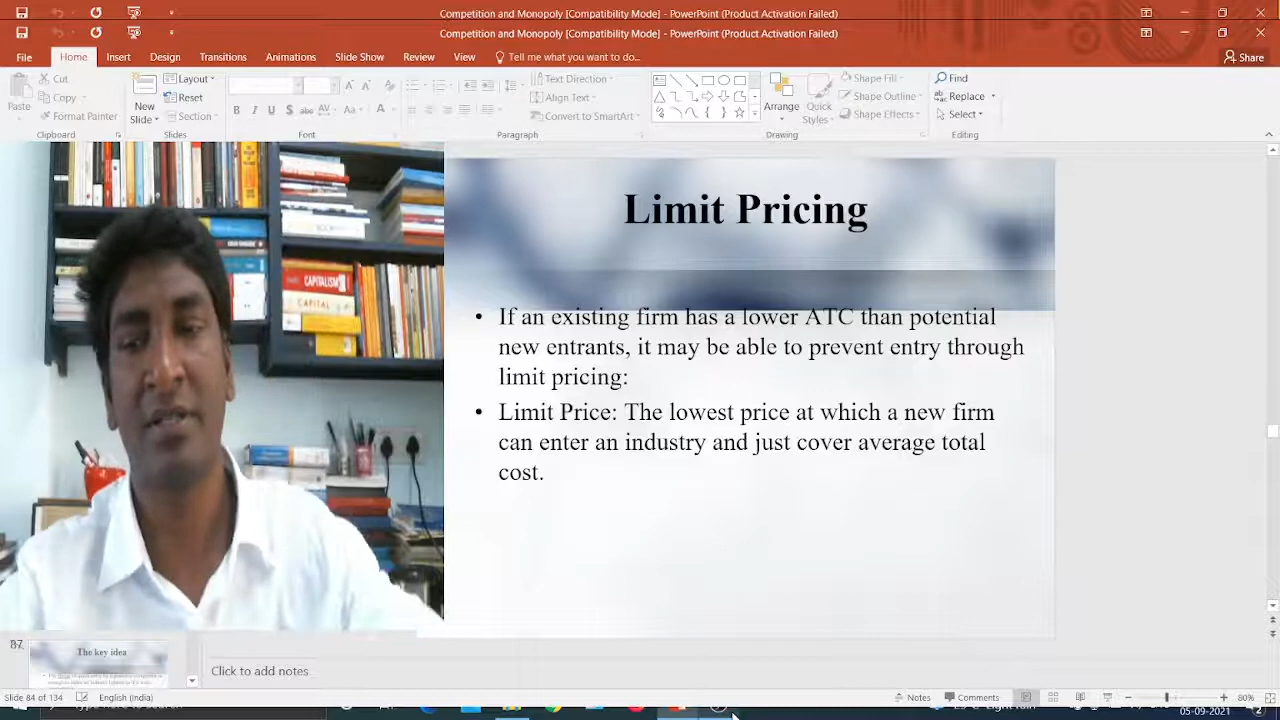 Competition and Monopoly [Compatibility Mode] - PowerPoint (Product Activation Failed)
Competition and Monopoly [Compatibility Mode] - PowerPoint (Product Activation Failed)
File Home Insert Design Transitions Animations Slide Show Review View Tell me what you want to do... Share
Paste
Cut
Copy
Format Painter
Clipboard
New Slide
Layout
Reset
Section
Slides
B I U S abc AV Aa A
Font
Text Direction
Align Text
Convert to SmartArt
Paragraph
Arrange
Quick Styles
Shape Fill
Shape Outline
Shape Effects
Drawing
Find
Replace
Select
Editing
CAPITALISM
CAPITAL
Limit Pricing
• If an existing firm has a lower ATC than potential
new entrants, it may be able to prevent entry through
limit pricing:
• Limit Price: The lowest price at which a new firm
can enter an industry and just cover average total
cost.
87
The key idea
Click to add notes
Slide 84 of 134 English (India) Notes Comments 80%
05-09-2021